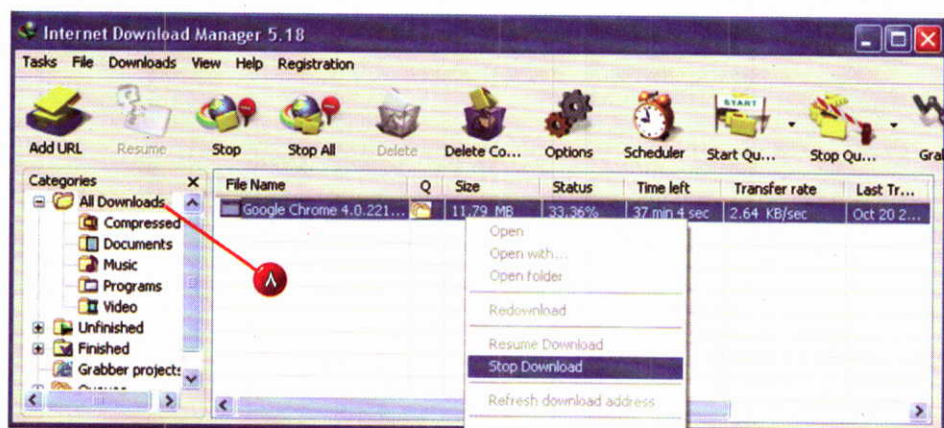 Internet Download Manager 5.18
Tasks File Downloads View Help Registration
Add URL Resume Stop Stop All Delete Delete Co... Options Scheduler Start Qu... Stop Qu... Gral
START
Categories
All Downloads
Compressed
Documents
Music
Programs
Video
Unfinished
Finished
Grabber projects
File Name Q Size Status Time left Transfer rate Last Tr...
Google Chrome 4.0.221... 11.79 MB 33.36% 37 min 4 sec 2.64 KB/sec Oct 20 2...
٨
Open
Open with...
Open folder
Redownload
Resume Download
Stop Download
Refresh download address